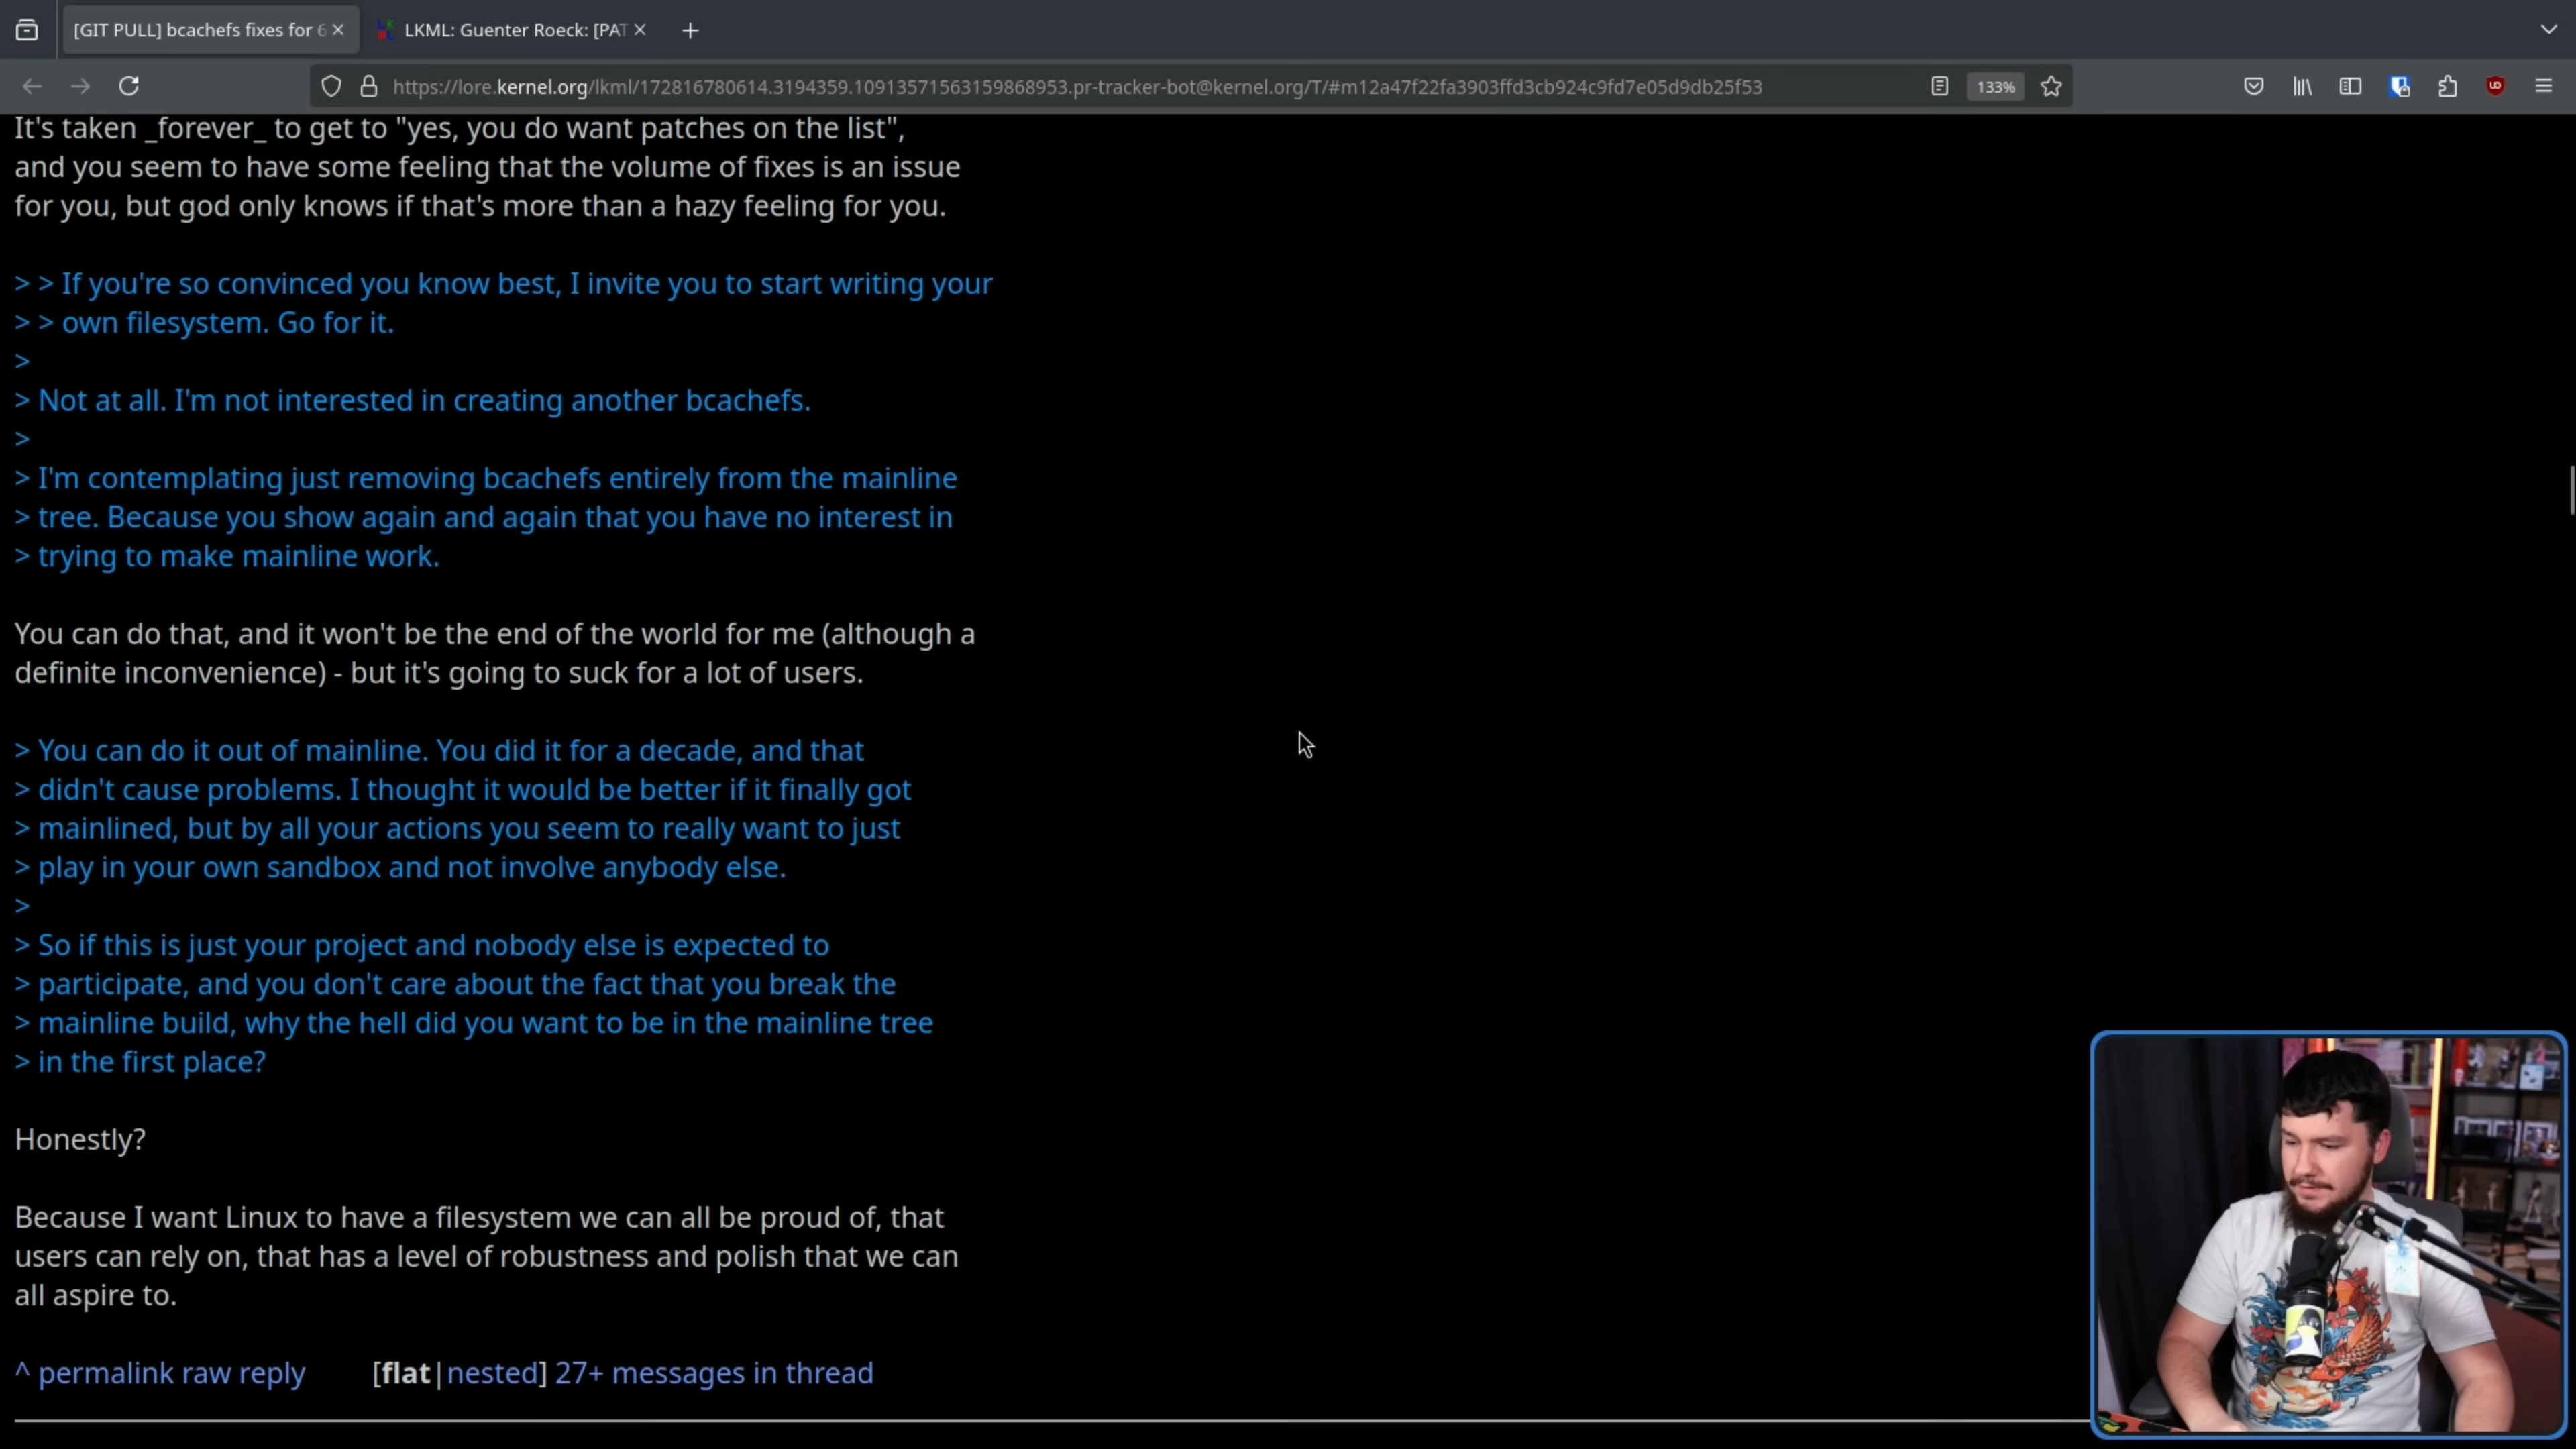 [GIT PULL] bcachefs fixes for 6
LKML: Guenter Roeck: [PAT
https://lore.kernel.org/lkml/172816780614.3194359.10913571563159868953.pr-tracker-bot@kernel.org/T/#m12a47f22fa3903ffd3cb924c9fd7e05d9db25f53
133%
It's taken _forever_ to get to "yes, you do want patches on the list",
and you seem to have some feeling that the volume of fixes is an issue
for you, but god only knows if that's more than a hazy feeling for you.
> > If you're so convinced you know best, I invite you to start writing your
> > own filesystem. Go for it.
>
> Not at all. I'm not interested in creating another bcachefs.
>
> I'm contemplating just removing bcachefs entirely from the mainline
> tree. Because you show again and again that you have no interest in
> trying to make mainline work.
You can do that, and it won't be the end of the world for me (although a
definite inconvenience) - but it's going to suck for a lot of users.
> You can do it out of mainline. You did it for a decade, and that
> didn't cause problems. I thought it would be better if it finally got
> mainlined, but by all your actions you seem to really want to just
> play in your own sandbox and not involve anybody else.
>
> So if this is just your project and nobody else is expected to
> participate, and you don't care about the fact that you break the
> mainline build, why the hell did you want to be in the mainline tree
> in the first place?
Honestly?
Because I want Linux to have a filesystem we can all be proud of, that
users can rely on, that has a level of robustness and polish that we can
all aspire to.
^ permalink raw reply [flat|nested] 27+ messages in thread